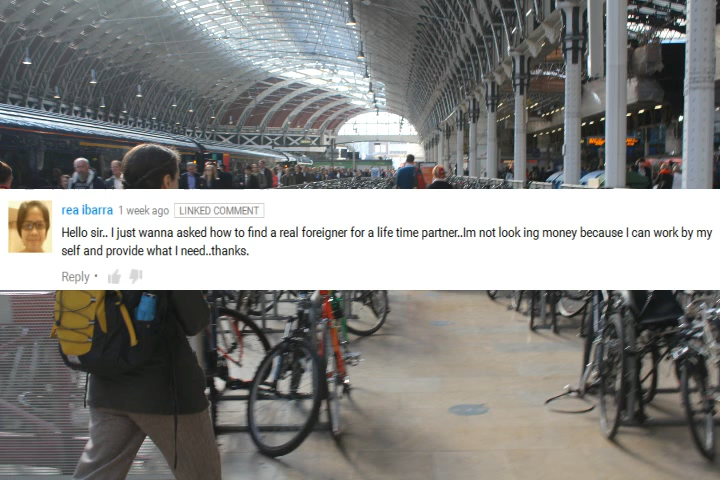 rea ibarra 1 week ago LINKED COMMENT
Hello sir.. I just wanna asked how to find a real foreigner for a life time partner..Im not look ing money because I can work by my
self and provide what I need..thanks.
Reply •